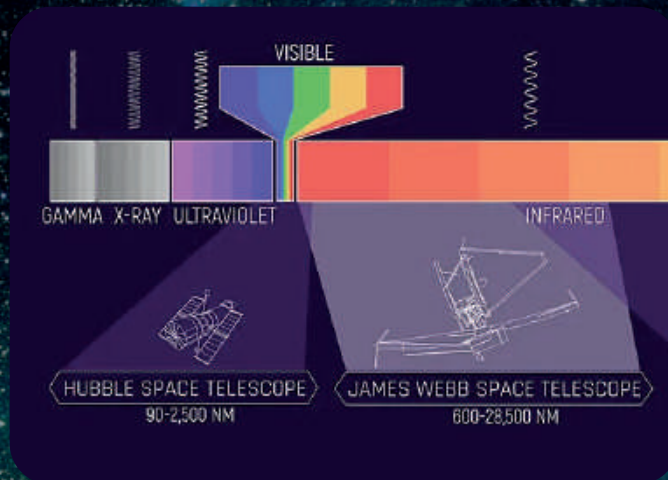 VISIBLE
GAMMA X-RAY ULTRAVIOLET INFRARED
HUBBLE SPACE TELESCOPE
90-2,500 NM
JAMES WEBB SPACE TELESCOPE
600-28,500 NM